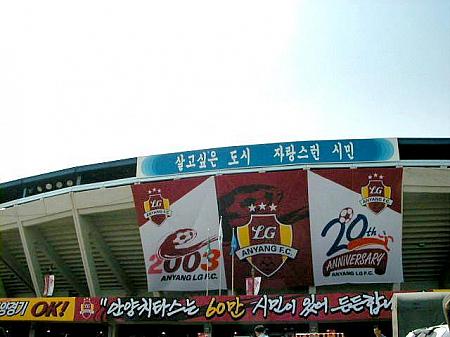 살고싶은 도시 자랑스런 시민
LG
2003
ANYANG F.C.
LG
ANYANG F.C.
LG
20th
ANNIVERSARY
ANYANG LG F.C.
경기 OK!
"안양치타스는 60만 시민이 있어 든든합